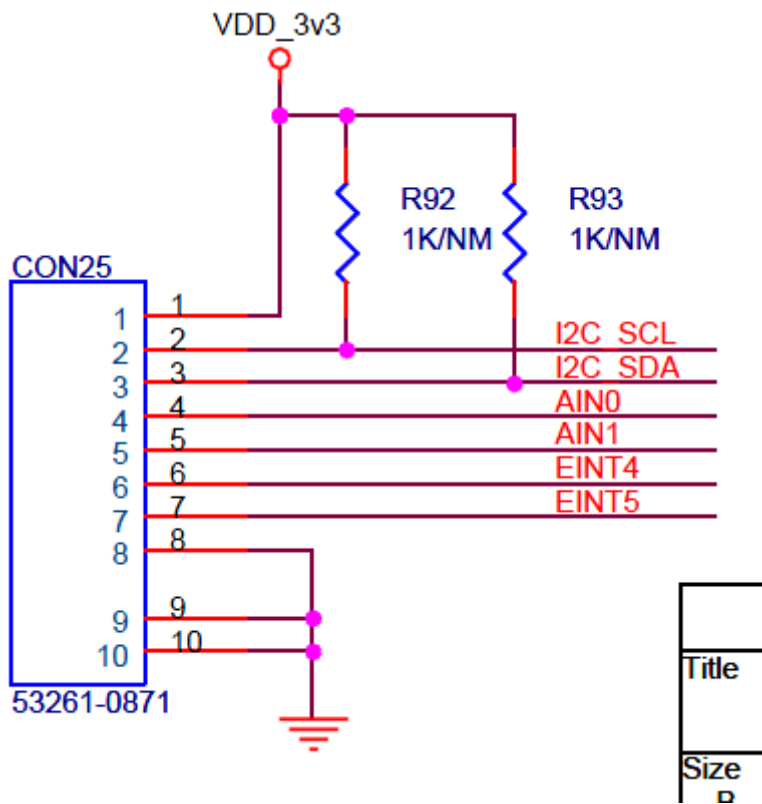 VDD_3v3
R92
1K/NM
R93
1K/NM
CON25
1 1
2 2 I2C_SCL
3 3 I2C_SDA
4 4 AIN0
5 5 AIN1
6 6 EINT4
7 7 EINT5
8 8
9 9
10 10
53261-0871
Title
Size